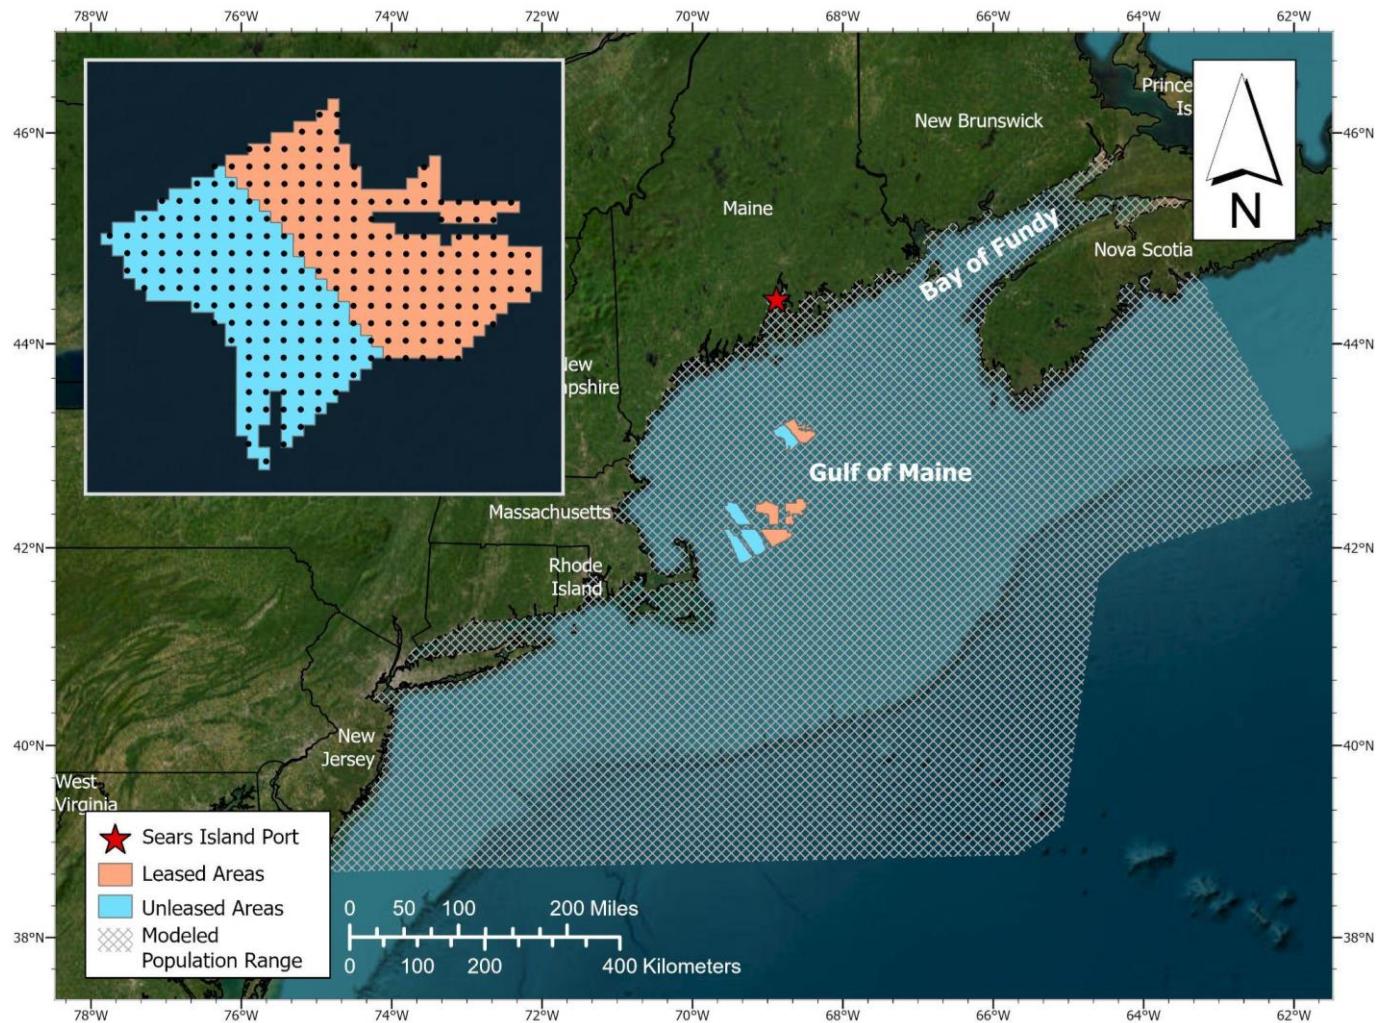 78°W 76°W 74°W 72°W 70°W 68°W 66°W 64°W 62°W
46°N
46°N
Prince
Is
New Brunswick
Maine
Bay of Fundy
Nova Scotia
N
44°N
44°N
New
mpshire
Gulf of Maine
Massachusetts
42°N
42°N
Rhode
Island
40°N
40°N
New
Jersey
West
Virginia
Sears Island Port
Leased Areas
Unleased Areas
Modeled
Population Range
0 50 100 200 Miles
0 100 200 400 Kilometers
38°N
38°N
78°W 76°W 74°W 72°W 70°W 68°W 66°W 64°W 62°W